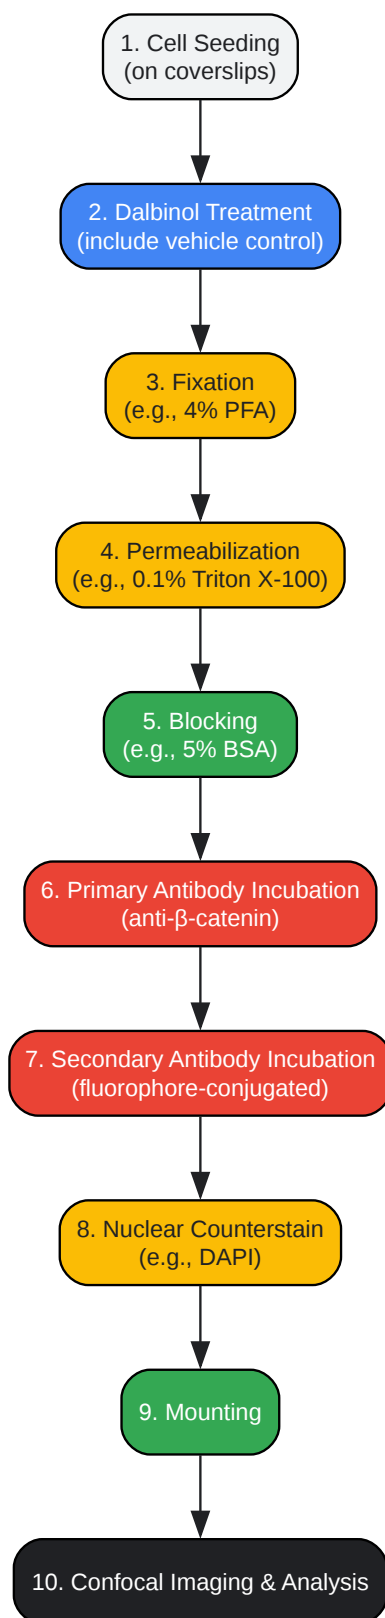 1. Cell Seeding
(on coverslips)
2. Dalbinol Treatment
(include vehicle control)
3. Fixation
(e.g., 4% PFA)
4. Permeabilization
(e.g., 0.1% Triton X-100)
5. Blocking
(e.g., 5% BSA)
6. Primary Antibody Incubation
(anti-β-catenin)
7. Secondary Antibody Incubation
(fluorophore-conjugated)
8. Nuclear Counterstain
(e.g., DAPI)
9. Mounting
10. Confocal Imaging & Analysis